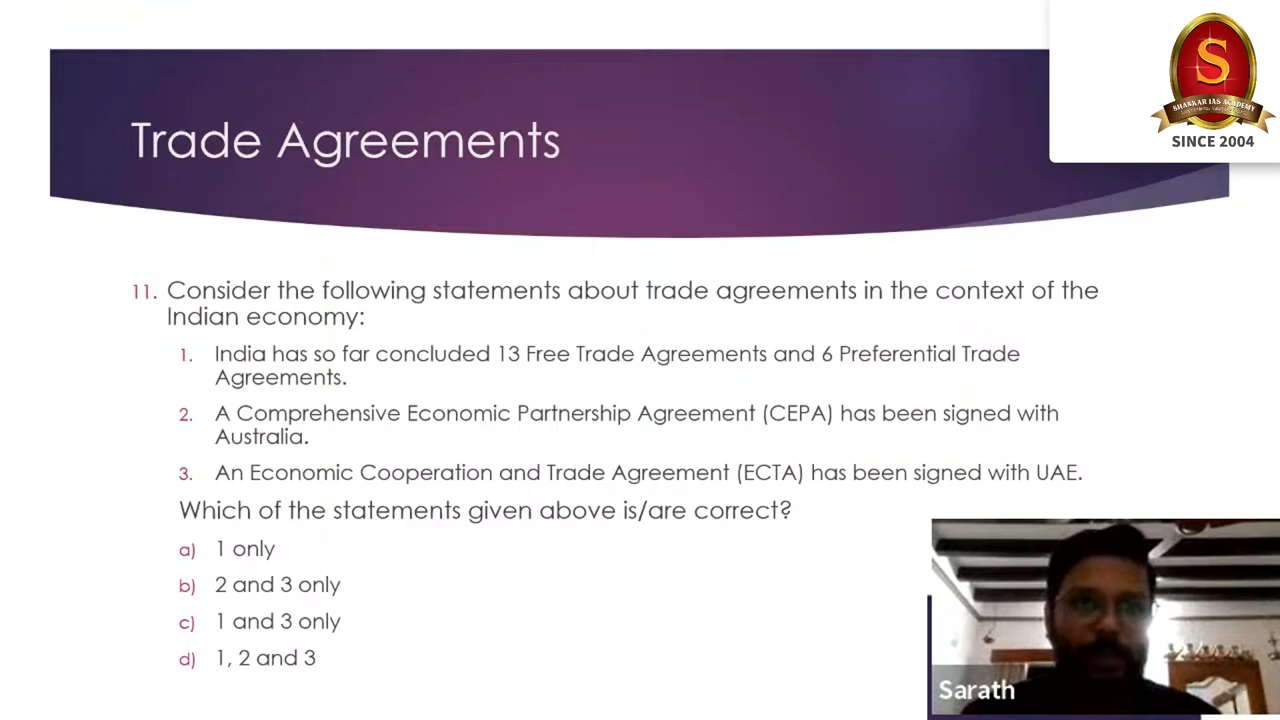 S
SHANKAR IAS ACADEMY
SINCE 2004
Trade Agreements
11. Consider the following statements about trade agreements in the context of the
Indian economy:
1. India has so far concluded 13 Free Trade Agreements and 6 Preferential Trade
Agreements.
2. A Comprehensive Economic Partnership Agreement (CEPA) has been signed with
Australia.
3. An Economic Cooperation and Trade Agreement (ECTA) has been signed with UAE.
Which of the statements given above is/are correct?
a) 1 only
b) 2 and 3 only
c) 1 and 3 only
d) 1, 2 and 3
Sarath